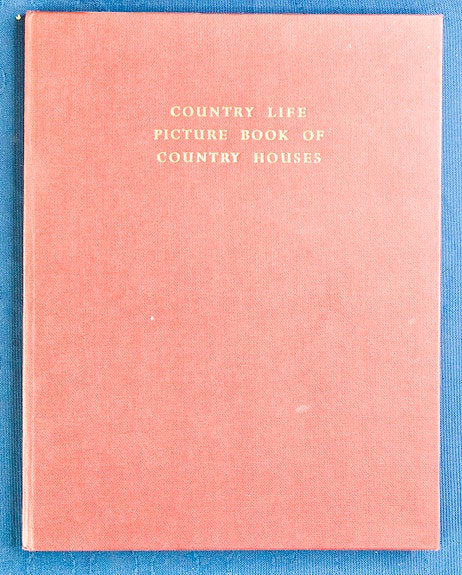 COUNTRY LIFE
PICTURE BOOK OF
COUNTRY HOUSES